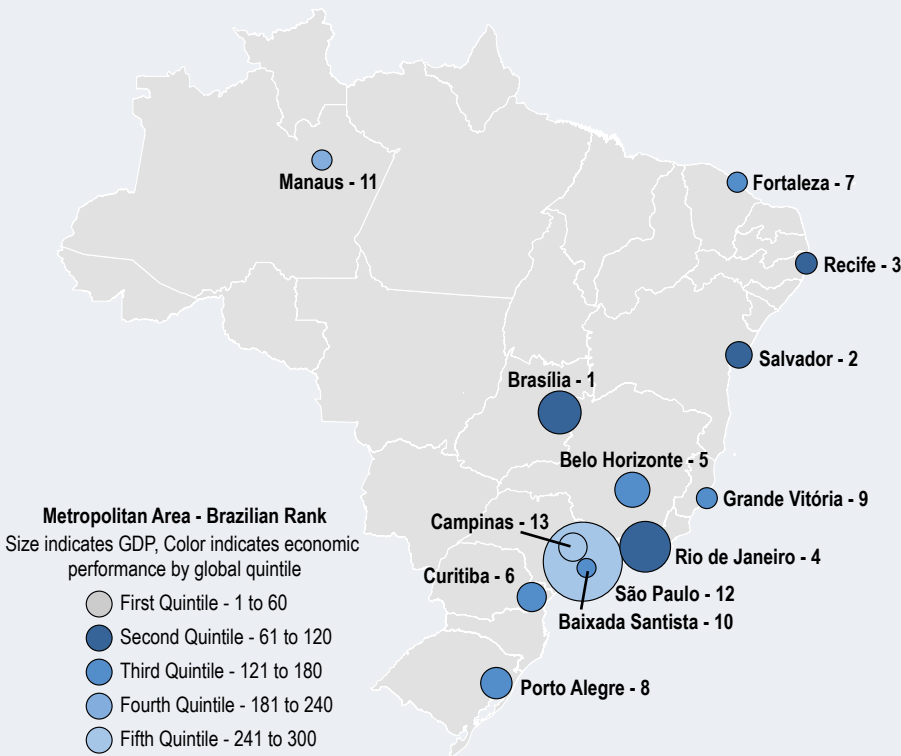 Manaus - 11
Fortaleza - 7
Recife - 3
Salvador - 2
Brasília - 1
Belo Horizonte - 5
Grande Vitória - 9
Campinas - 13
Rio de Janeiro - 4
Curitiba - 6
São Paulo - 12
Baixada Santista - 10
Porto Alegre - 8
Metropolitan Area - Brazilian Rank
Size indicates GDP, Color indicates economic
performance by global quintile
First Quintile - 1 to 60
Second Quintile - 61 to 120
Third Quintile - 121 to 180
Fourth Quintile - 181 to 240
Fifth Quintile - 241 to 300